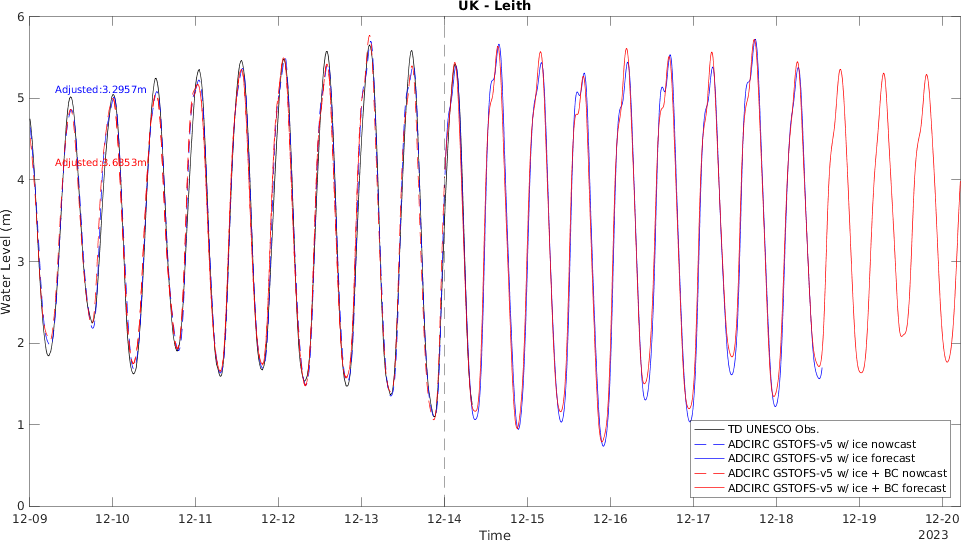 UK - Leith
6
5
4
3
2
1
0
Water Level (m)
Adjusted:3.2957m
Adjusted:3.6353m
TD UNESCO Obs.
ADCIRC GSTOFS-v5 w/ ice nowcast
ADCIRC GSTOFS-v5 w/ ice forecast
ADCIRC GSTOFS-v5 w/ ice + BC nowcast
ADCIRC GSTOFS-v5 w/ ice + BC forecast
12-09 12-10 12-11 12-12 12-13 12-14 12-15 12-16 12-17 12-18 12-19 12-20
Time
2023